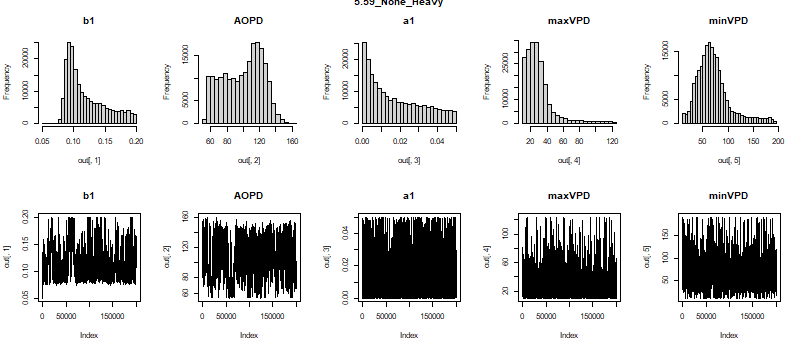 5.59_None_Heavy
b1 AOPD a1 maxVPD minVPD
Frequency Frequency Frequency Frequency Frequency
0 10000 20000
0 5000 15000
0 10000 20000
0 10000 25000
0 5000 15000
0.05 0.10 0.15 0.20
60 80 120 160
0.00 0.02 0.04
20 40 60 80 120
50 100 150 200
out[, 1] out[, 2] out[, 3] out[, 4] out[, 5]
b1 AOPD a1 maxVPD minVPD
out[, 1] out[, 2] out[, 3] out[, 4] out[, 5]
0.05 0.10 0.15 0.20
60 80 120 160
0.00 0.02 0.04
20 60 100
50 100 150
0 50000 150000
0 50000 150000
0 50000 150000
0 50000 150000
0 50000 150000
Index Index Index Index Index